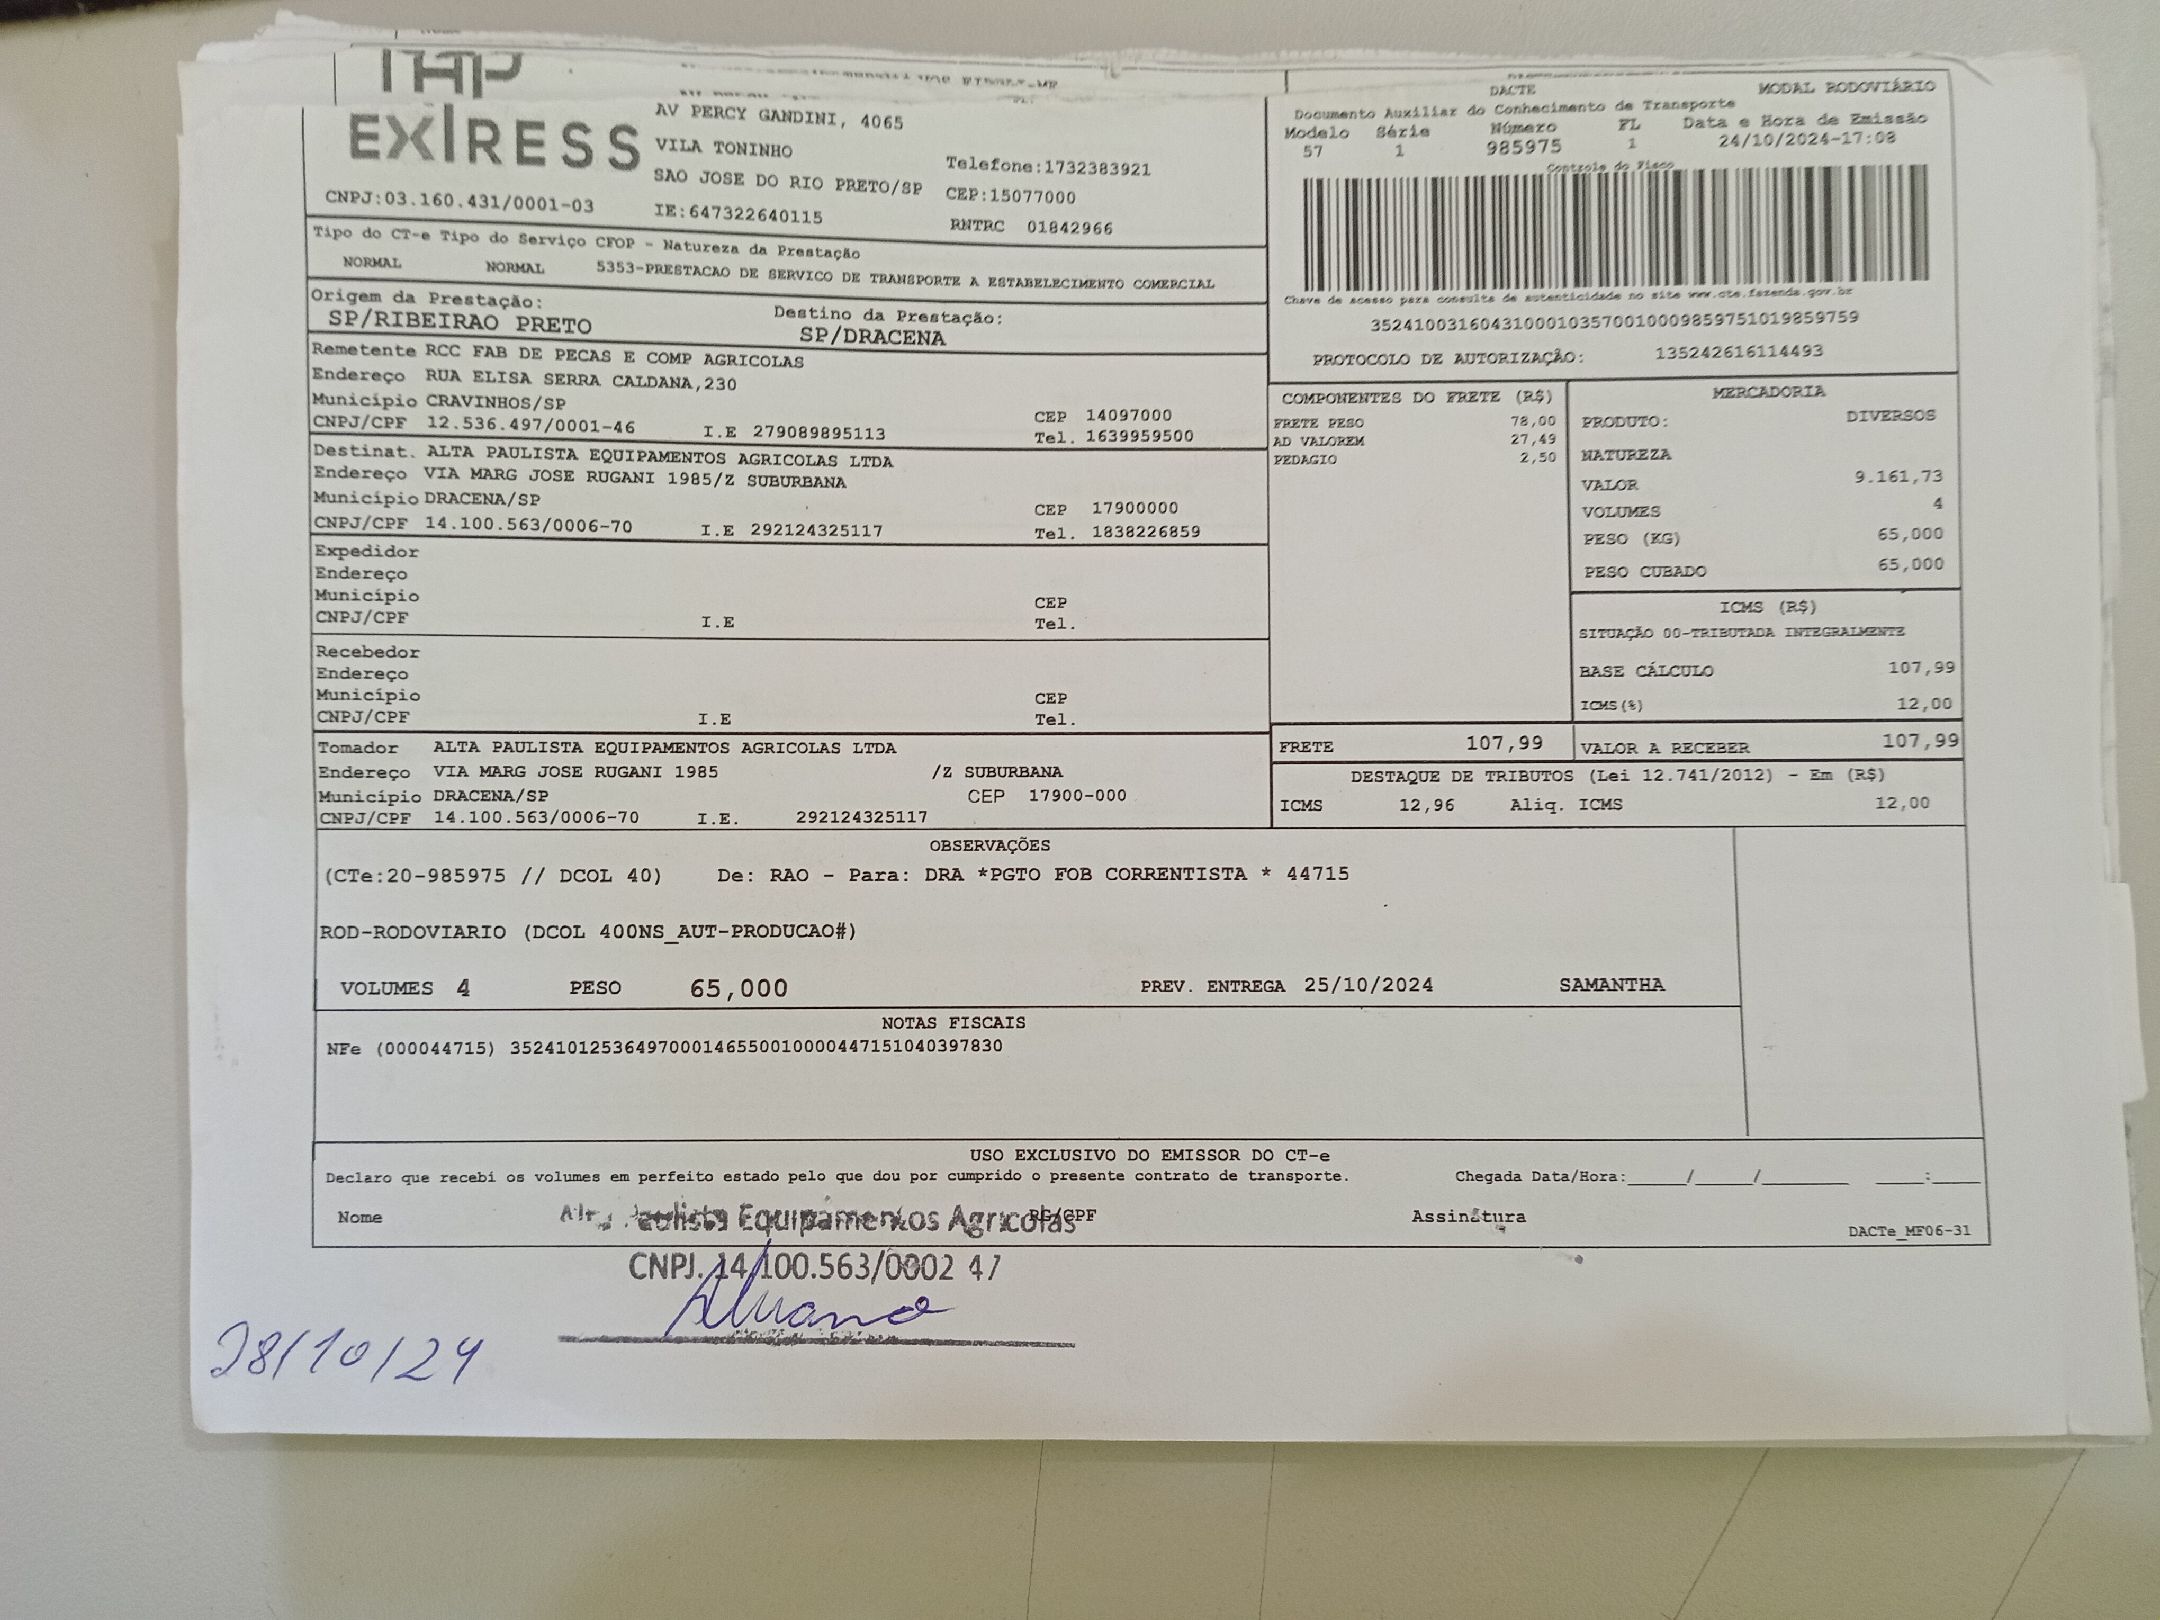 EXPRESS
AV PERCY GANDINI, 4065
VILA TONINHO
SAO JOSE DO RIO PRETO/SP
Telefone:1732383921
CEP:15077000
CNPJ:03.160.431/0001-03
IE:647322640115
RNTRC 01842966
DACTE
MODAL RODOVIÁRIO
Documento Auxiliar do Conhecimento de Transporte
Modelo Série Número FL Data e Hora de Emissão
57 1 985975 1 24/10/2024-17:08
Controle do Fisco
Chave de acesso para consulta de autenticidade no site www.cte.fazenda.gov.br
35241003160431000103570010009859751019859759
PROTOCOLO DE AUTORIZAÇÃO: 135242616114493
Tipo do CT-e Tipo do Serviço CFOP - Natureza da Prestação
NORMAL NORMAL 5353-PRESTACAO DE SERVICO DE TRANSPORTE A ESTABELECIMENTO COMERCIAL
Origem da Prestação:
SP/RIBEIRAO PRETO
Destino da Prestação:
SP/DRACENA
Remetente RCC FAB DE PECAS E COMP AGRICOLAS
Endereço RUA ELISA SERRA CALDANA,230
Município CRAVINHOS/SP CEP 14097000
CNPJ/CPF 12.536.497/0001-46 I.E 279089895113 Tel. 1639959500
Destinat. ALTA PAULISTA EQUIPAMENTOS AGRICOLAS LTDA
Endereço VIA MARG JOSE RUGANI 1985/Z SUBURBANA
Município DRACENA/SP CEP 17900000
CNPJ/CPF 14.100.563/0006-70 I.E 292124325117 Tel. 1838226859
Expedidor
Endereço
Município CEP
CNPJ/CPF I.E Tel.
Recebedor
Endereço
Município CEP
CNPJ/CPF I.E Tel.
Tomador ALTA PAULISTA EQUIPAMENTOS AGRICOLAS LTDA
Endereço VIA MARG JOSE RUGANI 1985 /Z SUBURBANA
Município DRACENA/SP CEP 17900-000
CNPJ/CPF 14.100.563/0006-70 I.E. 292124325117
COMPONENTES DO FRETE (R$)
FRETE PESO 78,00
AD VALOREM 27,49
PEDAGIO 2,50
MERCADORIA
PRODUTO: DIVERSOS
NATUREZA
VALOR 9.161,73
VOLUMES 4
PESO (KG) 65,000
PESO CUBADO 65,000
ICMS (R$)
SITUAÇÃO 00-TRIBUTADA INTEGRALMENTE
BASE CÁLCULO 107,99
ICMS(%) 12,00
FRETE 107,99 VALOR A RECEBER 107,99
DESTAQUE DE TRIBUTOS (Lei 12.741/2012) - Em (R$)
ICMS 12,96 Aliq. ICMS 12,00
OBSERVAÇÕES
(CTe:20-985975 // DCOL 40) De: RAO - Para: DRA *PGTO FOB CORRENTISTA * 44715
ROD-RODOVIARIO (DCOL 400NS_AUT-PRODUCAO#)
VOLUMES 4 PESO 65,000 PREV. ENTREGA 25/10/2024 SAMANTHA
NOTAS FISCAIS
NFe (000044715) 35241012536497000146550010000447151040397830
USO EXCLUSIVO DO EMISSOR DO CT-e
Declaro que recebi os volumes em perfeito estado pelo que dou por cumprido o presente contrato de transporte. Chegada Data/Hora:____/____/______ ___:___
Nome RG/CPF Assinatura
DACTe_MF06-31
Paulista Equipamentos Agricolas
CNPJ. 14.100.563/0002 47
28/10/24